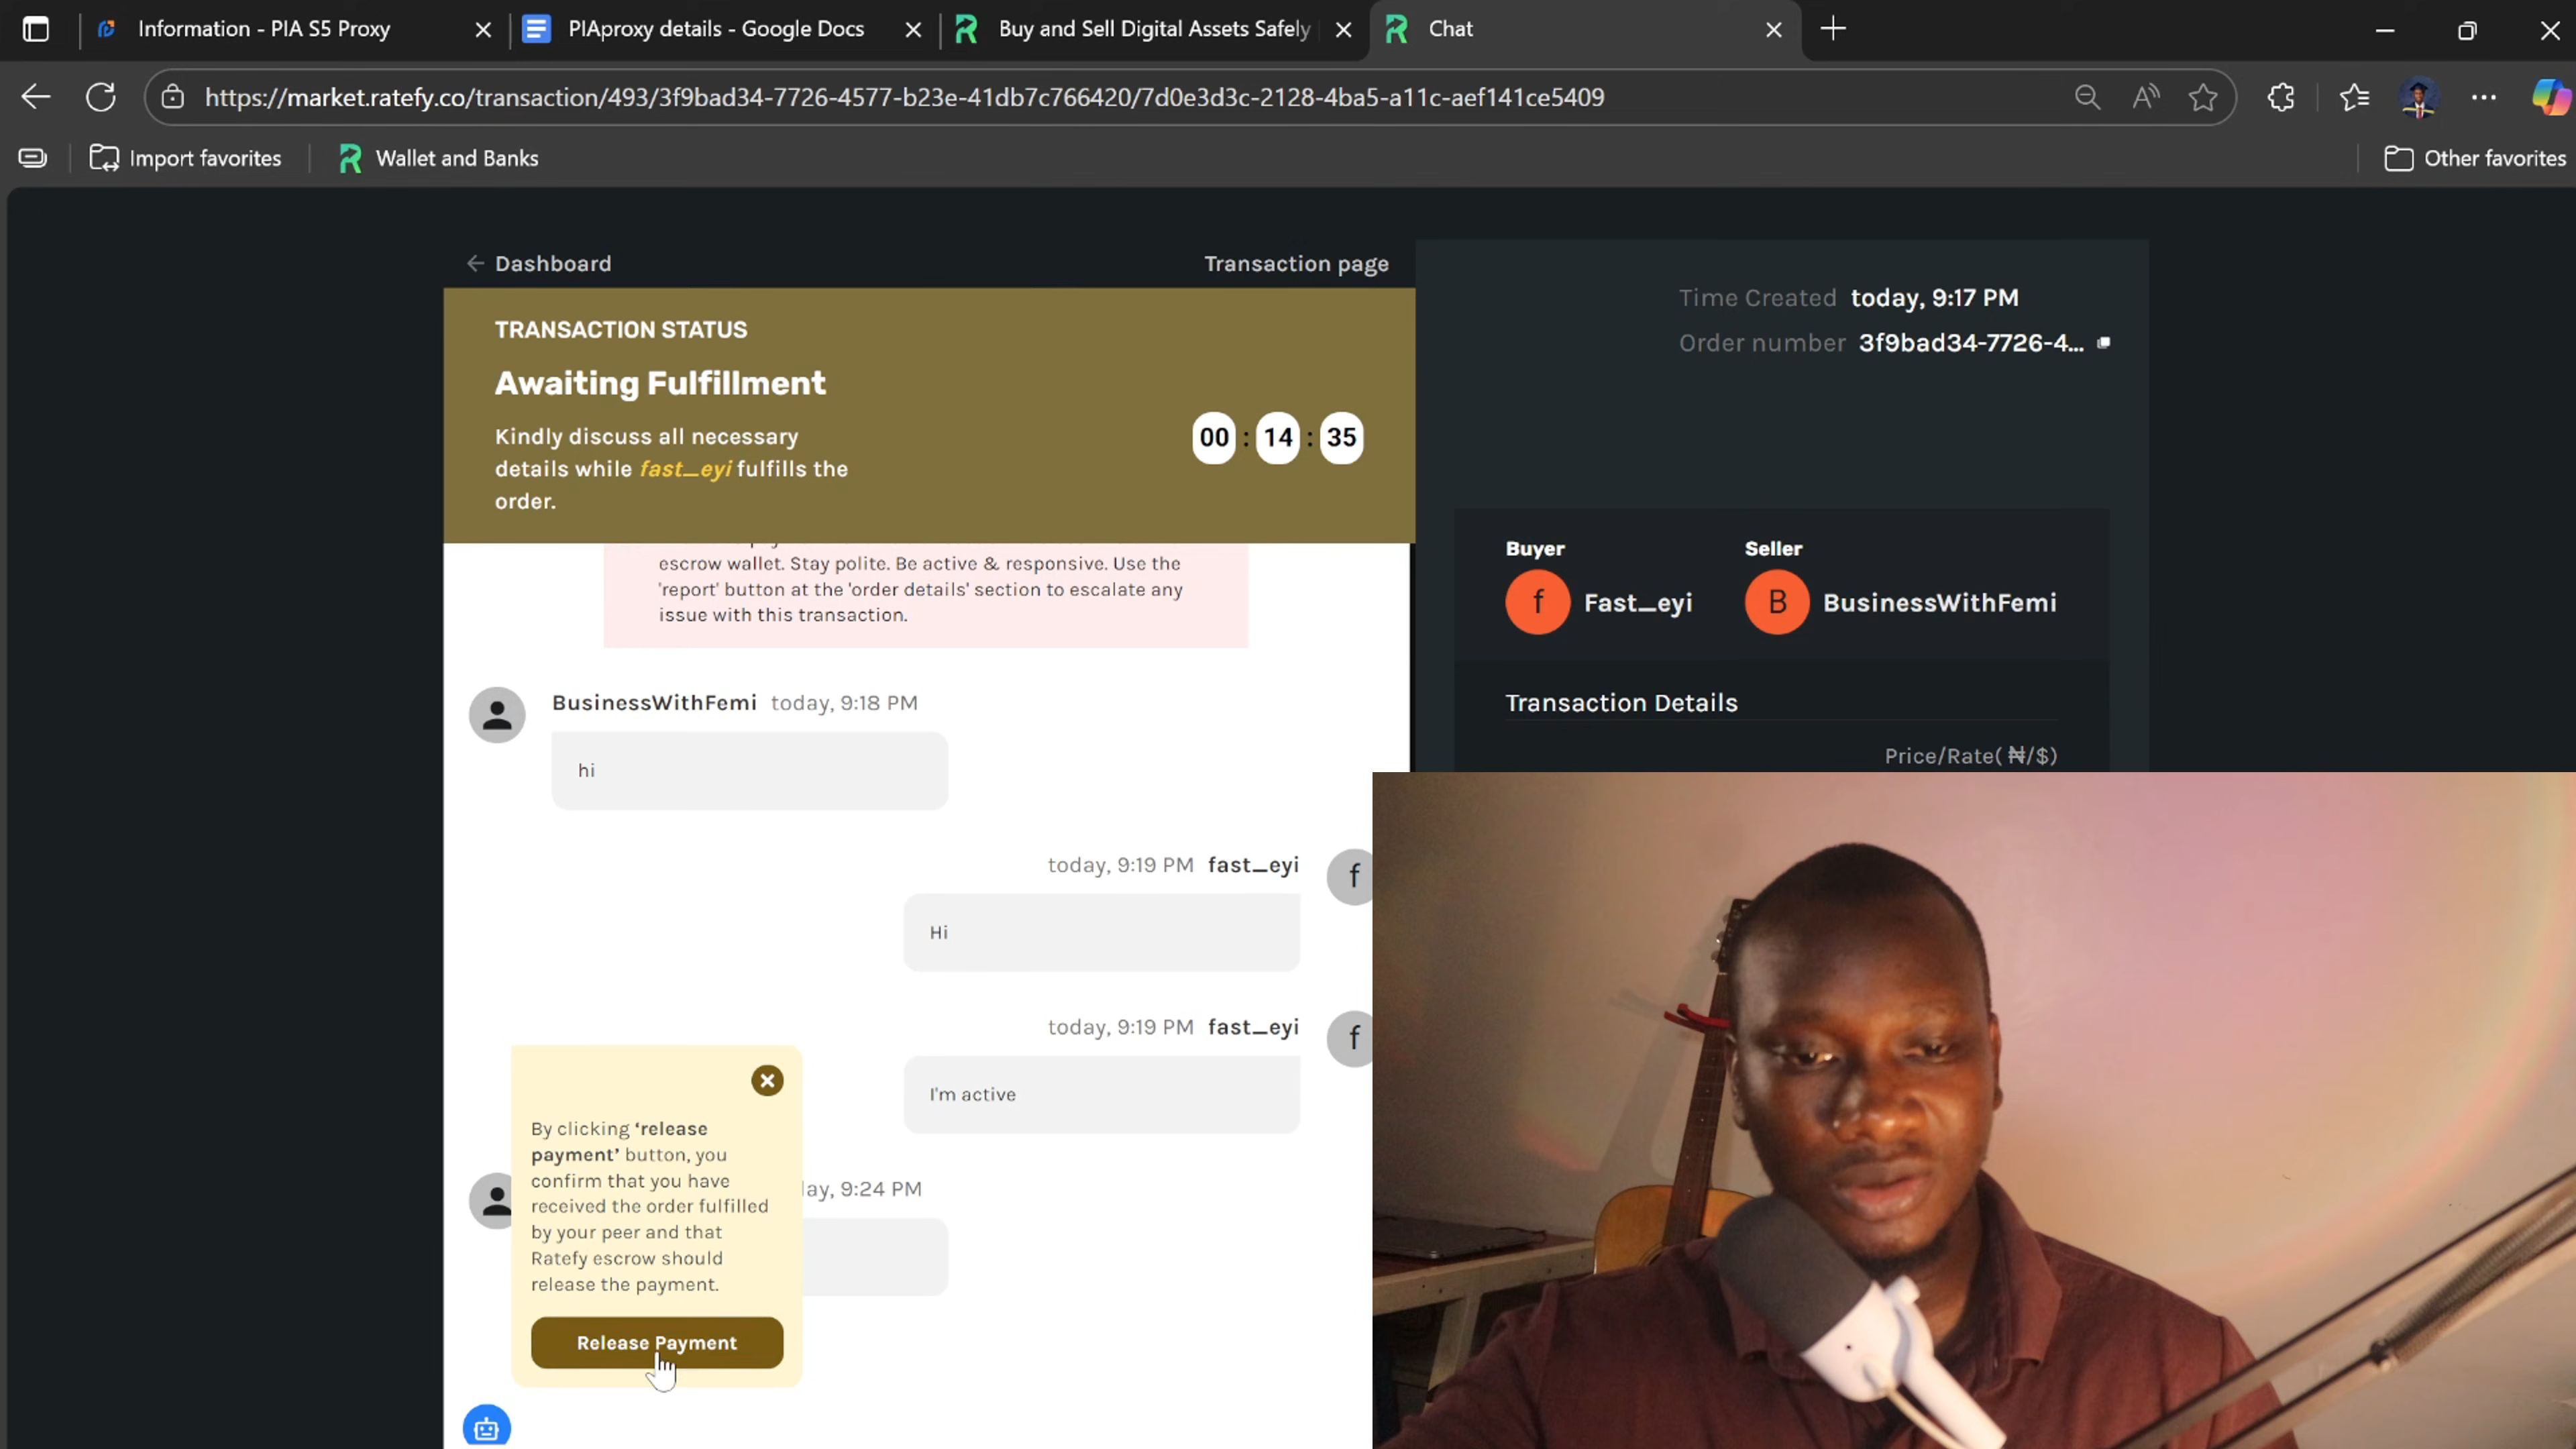 Information - PIA S5 Proxy
PIAproxy details - Google Docs
Buy and Sell Digital Assets Safely
Chat
https://market.ratefy.co/transaction/493/3f9bad34-7726-4577-b23e-41db7c766420/7d0e3d3c-2128-4ba5-a11c-aef141ce5409
Import favorites
Wallet and Banks
Other favorites
Dashboard
Transaction page
TRANSACTION STATUS
Awaiting Fulfillment
Kindly discuss all necessary
details while fast_eyi fulfills the
order.
00 : 14 : 35
escrow wallet. Stay polite. Be active & responsive. Use the
'report' button at the 'order details' section to escalate any
issue with this transaction.
BusinessWithFemi today, 9:18 PM
hi
today, 9:19 PM fast_eyi
f
Hi
today, 9:19 PM fast_eyi
f
I'm active
9:24 PM
By clicking ‘release
payment’ button, you
confirm that you have
received the order fulfilled
by your peer and that
Ratefy escrow should
release the payment.
Release Payment
Time Created today, 9:17 PM
Order number 3f9bad34-7726-4...
Buyer
Seller
f Fast_eyi
B BusinessWithFemi
Transaction Details
Price/Rate( ₦/$)